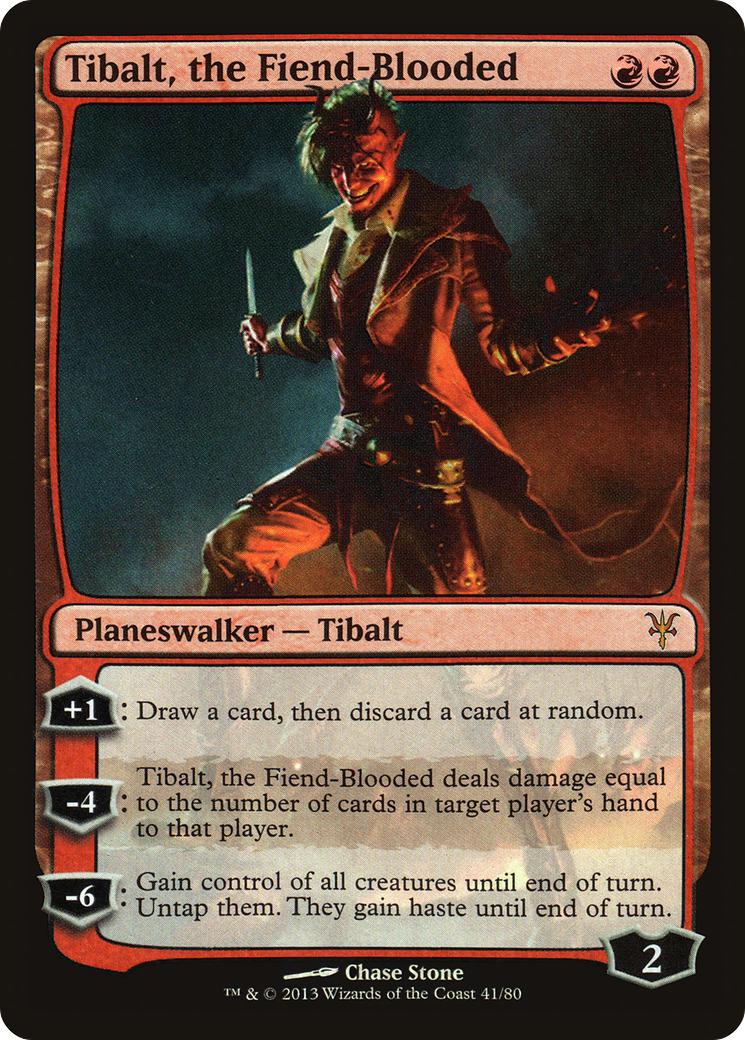 Tibalt, the Fiend-Blooded
Planeswalker — Tibalt
+1 : Draw a card, then discard a card at random.
Tibalt, the Fiend-Blooded deals damage equal
-4 : to the number of cards in target player's hand
to that player.
-6 : Gain control of all creatures until end of turn.
Untap them. They gain haste until end of turn.
2
Chase Stone
™ & © 2013 Wizards of the Coast 41/80